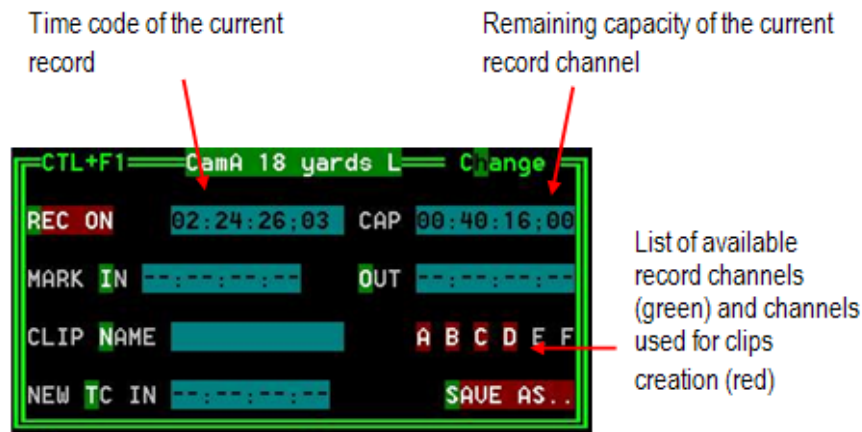 Time code of the current
record
Remaining capacity of the current
record channel
CTL+F1 CamA 18 yards L Change
REC ON 02:24:26;03 CAP 00:40:16;00
MARK IN --:--:--:-- OUT --:--:--:--
CLIP NAME A B C D E F
NEW TC IN --:--:--:-- SAVE AS..
List of available
record channels
(green) and channels
used for clips
creation (red)